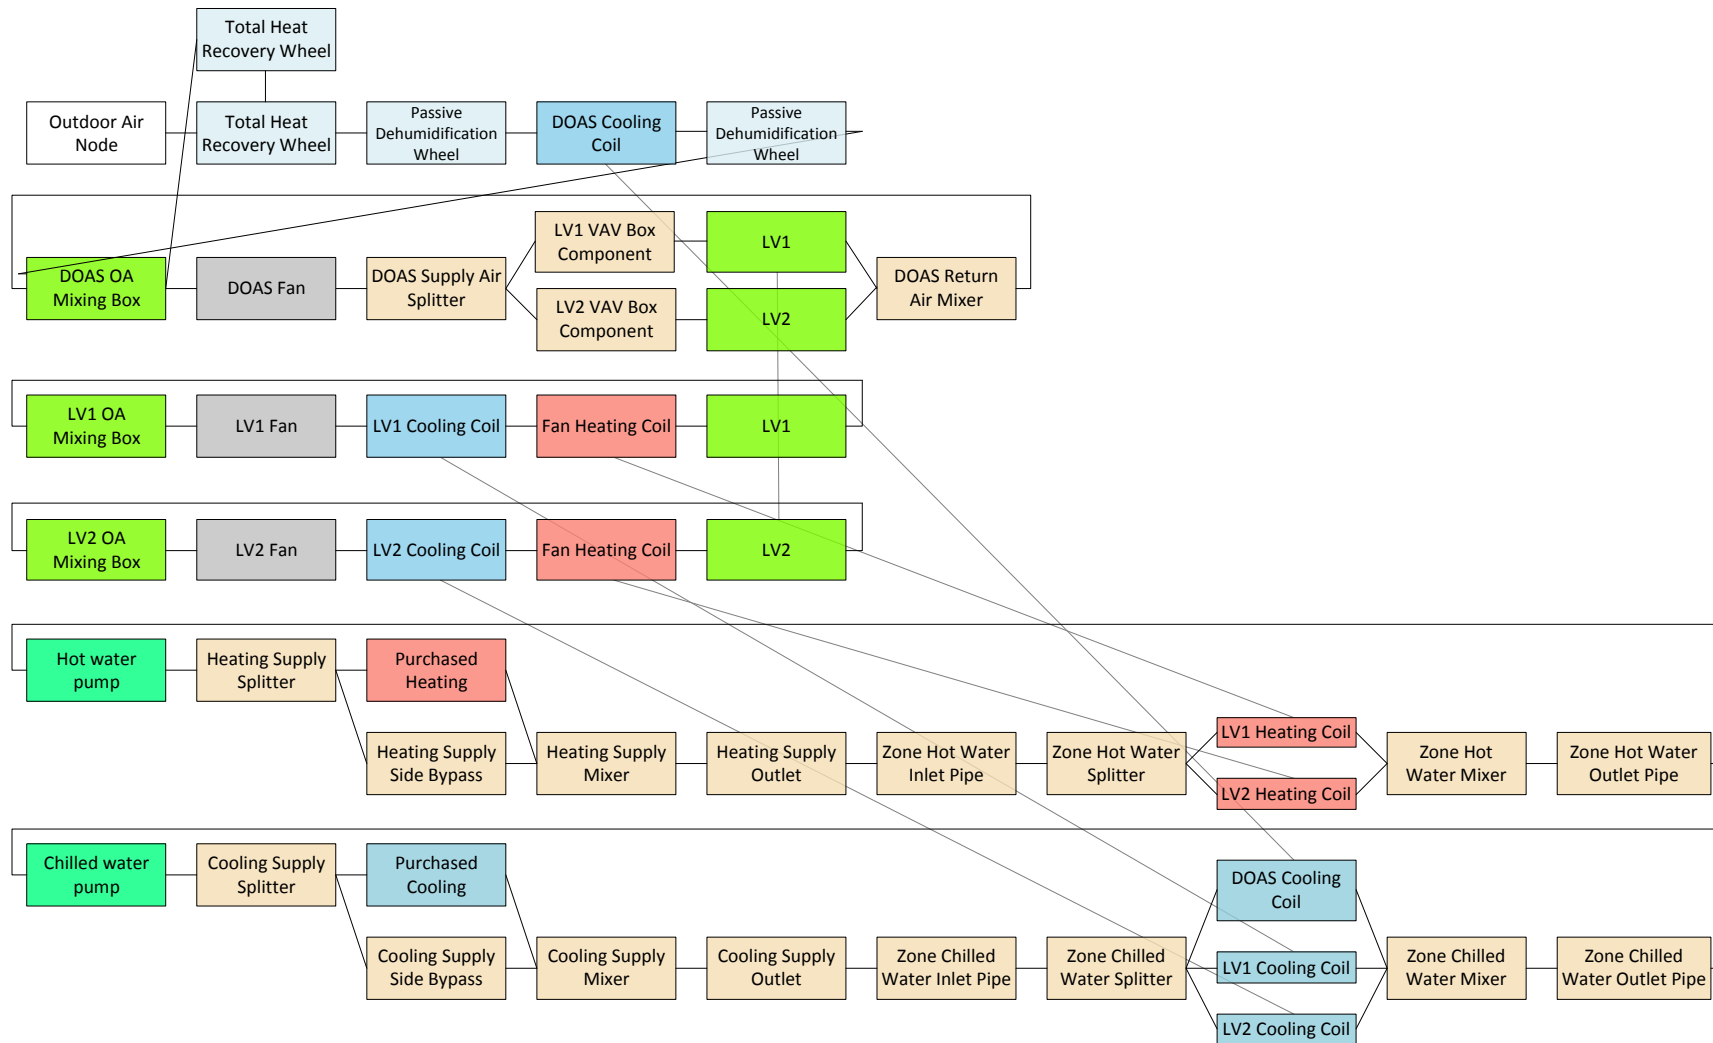 Total Heat
Recovery Wheel
Outdoor Air
Node
Total Heat
Recovery Wheel
Passive
Dehumidification
Wheel
DOAS Cooling
Coil
Passive
Dehumidification
Wheel
DOAS OA
Mixing Box
DOAS Fan
DOAS Supply Air
Splitter
LV1 VAV Box
Component
LV1
LV2 VAV Box
Component
LV2
DOAS Return
Air Mixer
LV1 OA
Mixing Box
LV1 Fan
LV1 Cooling Coil
Fan Heating Coil
LV1
LV2 OA
Mixing Box
LV2 Fan
LV2 Cooling Coil
Fan Heating Coil
LV2
Hot water
pump
Heating Supply
Splitter
Purchased
Heating
Heating Supply
Side Bypass
Heating Supply
Mixer
Heating Supply
Outlet
Zone Hot Water
Inlet Pipe
Zone Hot Water
Splitter
LV1 Heating Coil
LV2 Heating Coil
Zone Hot
Water Mixer
Zone Hot Water
Outlet Pipe
Chilled water
pump
Cooling Supply
Splitter
Purchased
Cooling
Cooling Supply
Side Bypass
Cooling Supply
Mixer
Cooling Supply
Outlet
Zone Chilled
Water Inlet Pipe
Zone Chilled
Water Splitter
DOAS Cooling
Coil
LV1 Cooling Coil
LV2 Cooling Coil
Zone Chilled
Water Mixer
Zone Chilled
Water Outlet Pipe